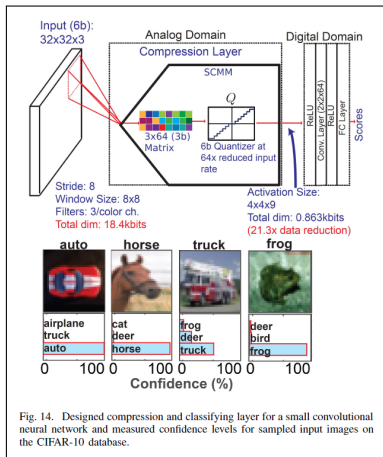 Input (6b)
32x32x3
Analog Domain
Digital Domain
Compression Layer
SCMM
Q
3x64 (3b)
Matrix
6b Quantizer at
64x reduced input
rate
ReLU
Conv. Layer (2x2x64)
ReLU
FC Layer
Scores
Stride: 8
Window Size: 8x8
Filters: 3/color ch.
Total dim: 18.4kbits
Activation Size:
4x4x9
Total dim: 0.863kbits
(21.3x data reduction)
auto
horse
truck
frog
airplane
truck
auto
cat
deer
horse
frog
deer
truck
deer
bird
frog
0 100
0 100
0 100
0 100
Confidence (%)
Fig. 14. Designed compression and classifying layer for a small convolutional
neural network and measured confidence levels for sampled input images on
the CIFAR-10 database.